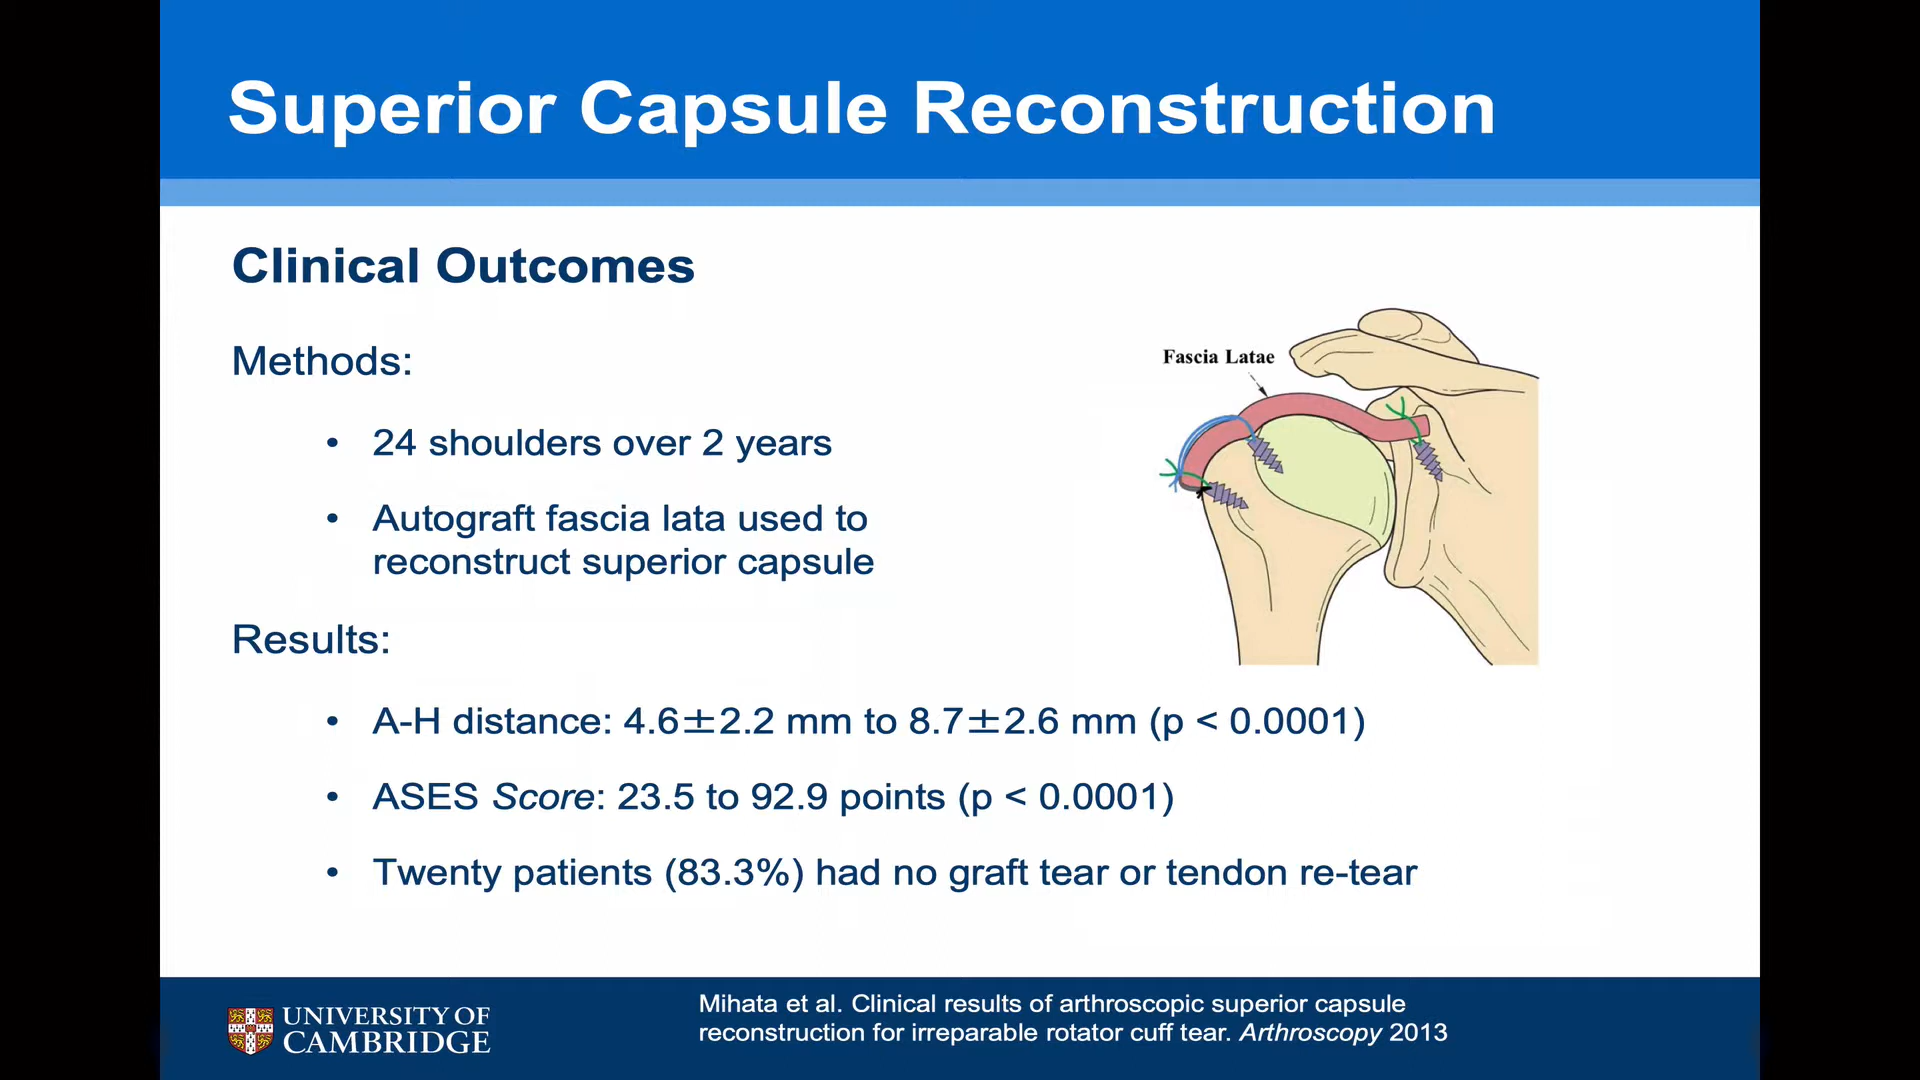 Superior Capsule Reconstruction
Clinical Outcomes
Methods:
• 24 shoulders over 2 years
• Autograft fascia lata used to
reconstruct superior capsule
Fascia Latae
Results:
• A-H distance: 4.6±2.2 mm to 8.7±2.6 mm (p < 0.0001)
• ASES Score: 23.5 to 92.9 points (p < 0.0001)
• Twenty patients (83.3%) had no graft tear or tendon re-tear
UNIVERSITY OF
CAMBRIDGE
Mihata et al. Clinical results of arthroscopic superior capsule
reconstruction for irreparable rotator cuff tear. Arthroscopy 2013